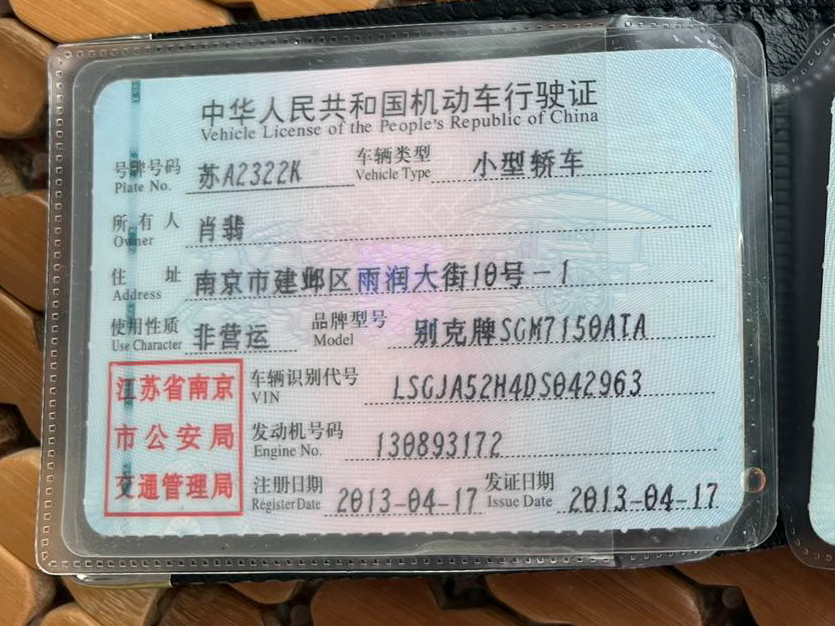 中华人民共和国机动车行驶证
Vehicle License of the People's Republic of China
号牌号码 苏A2322K 车辆类型 小型轿车
Plate No. Vehicle Type
所有人 肖翡
Owner
住址 南京市建邺区雨润大街10号-1
Address
使用性质 非营运 品牌型号 别克牌SGM7150ATA
Use Character Model
江苏省南京
市公安局
交通管理局
车辆识别代号 LSGJA52H4DS042963
VIN
发动机号码 130893172
Engine No.
注册日期 2013-04-17 发证日期 2013-04-17
Register Date Issue Date